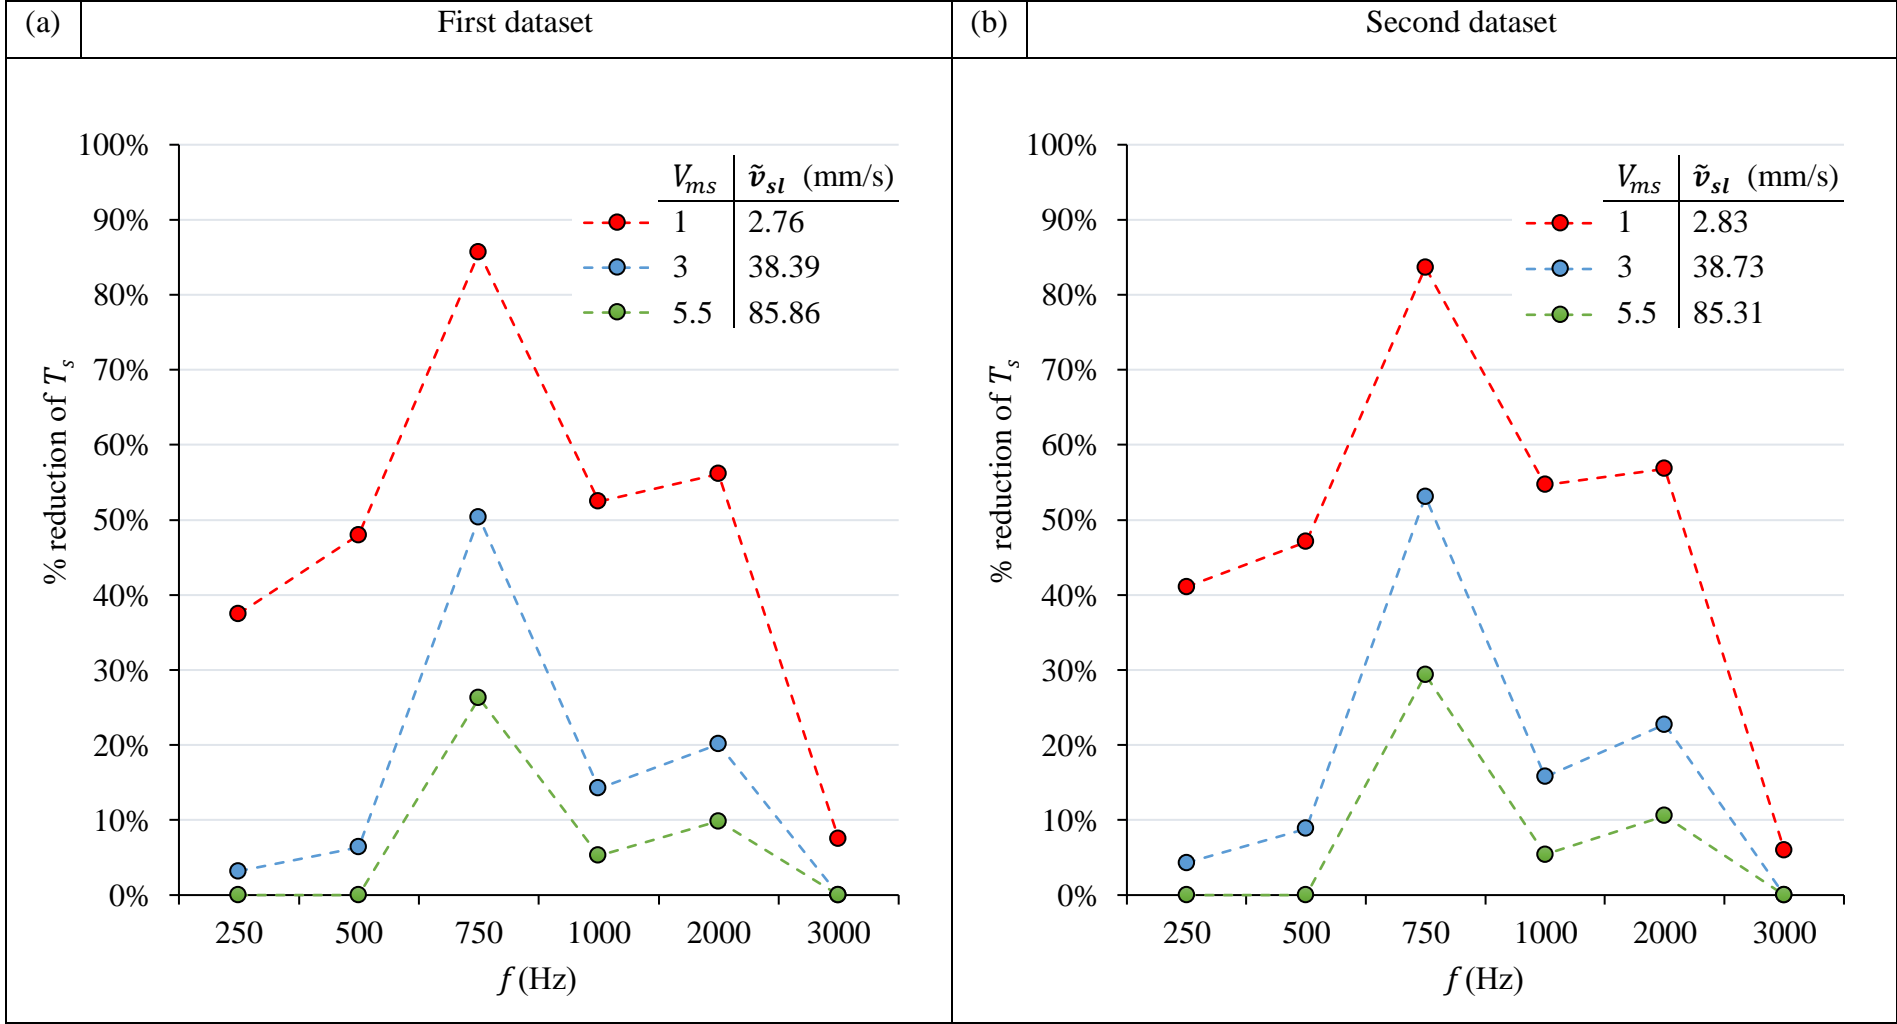 (a) First dataset
100%
90%
80%
70%
60%
50%
40%
30%
20%
10%
0%
% reduction of Tₛ
Vₘₛ ṽₛₗ (mm/s)
1 2.76
3 38.39
5.5 85.86
250 500 750 1000 2000 3000
f (Hz)
(b) Second dataset
100%
90%
80%
70%
60%
50%
40%
30%
20%
10%
0%
% reduction of Tₛ
Vₘₛ ṽₛₗ (mm/s)
1 2.83
3 38.73
5.5 85.31
250 500 750 1000 2000 3000
f (Hz)